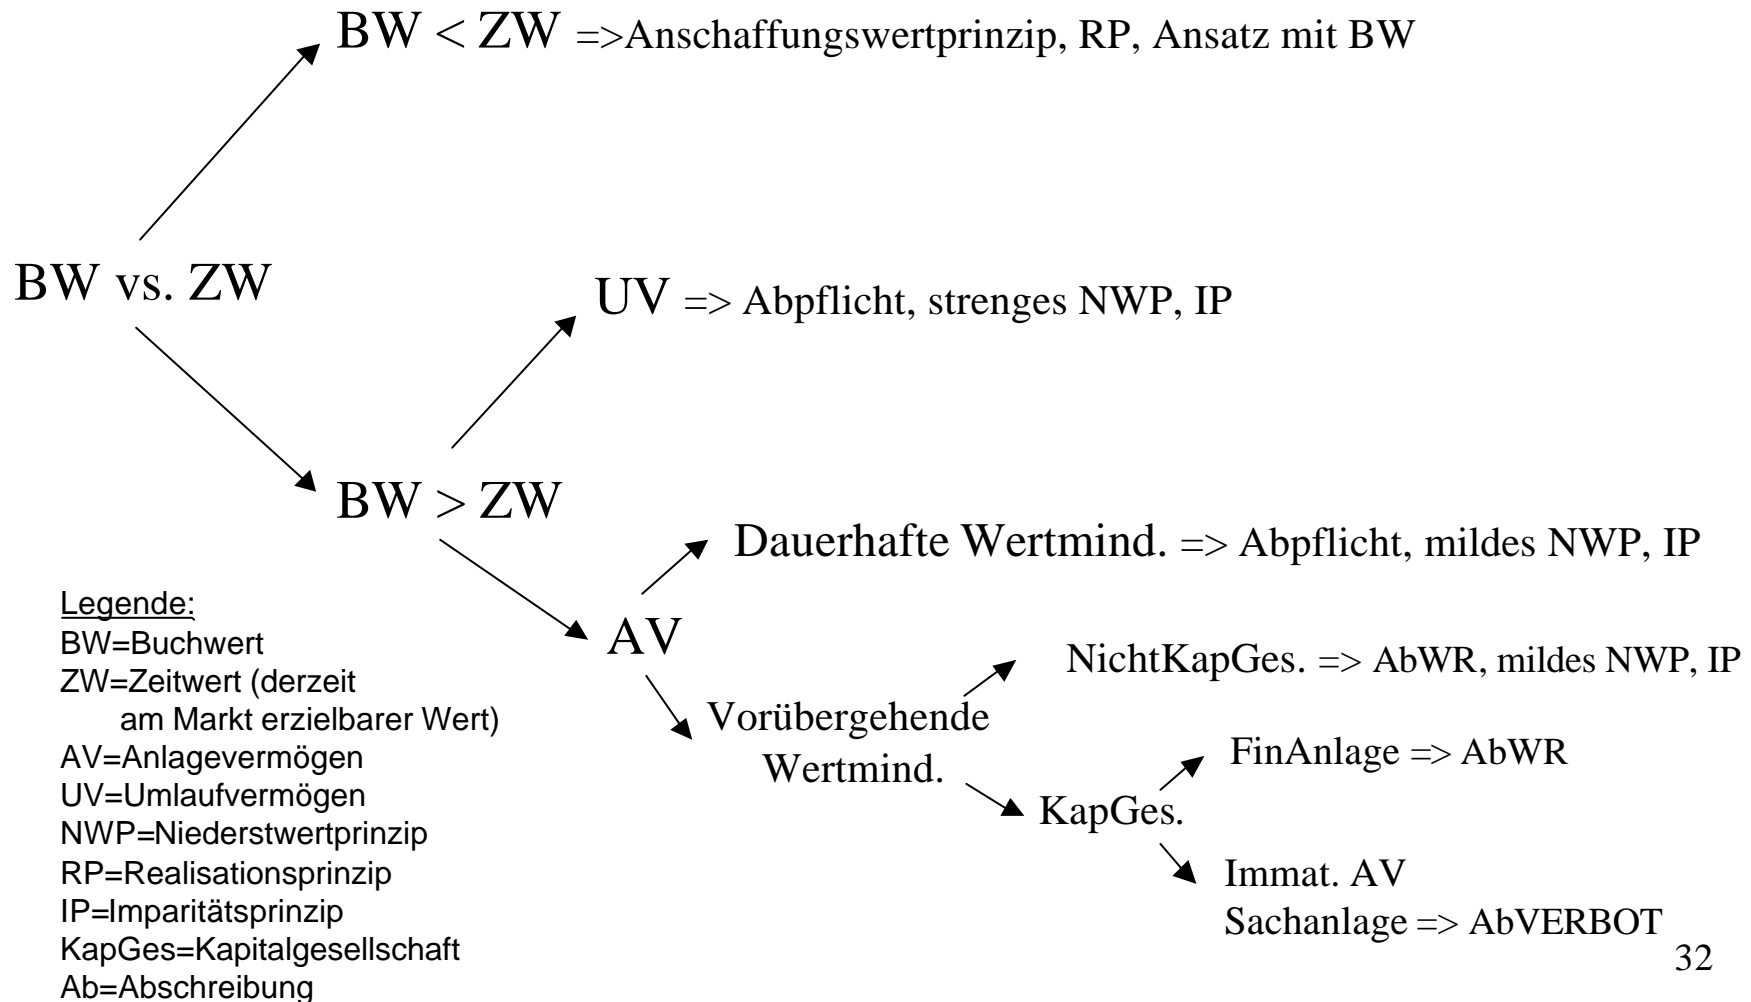 BW < ZW =>Anschaffungswertprinzip, RP, Ansatz mit BW
BW vs. ZW
UV => Abpflicht, strenges NWP, IP
BW > ZW
Dauerhafte Wertmind. => Abpflicht, mildes NWP, IP
AV
NichtKapGes. => AbWR, mildes NWP, IP
Vorübergehende
Wertmind.
FinAnlage => AbWR
KapGes.
Immat. AV
Sachanlage => AbVERBOT
Legende:
BW=Buchwert
ZW=Zeitwert (derzeit
am Markt erzielbarer Wert)
AV=Anlagevermögen
UV=Umlaufvermögen
NWP=Niederstwertprinzip
RP=Realisationsprinzip
IP=Imparitätsprinzip
KapGes=Kapitalgesellschaft
Ab=Abschreibung
32